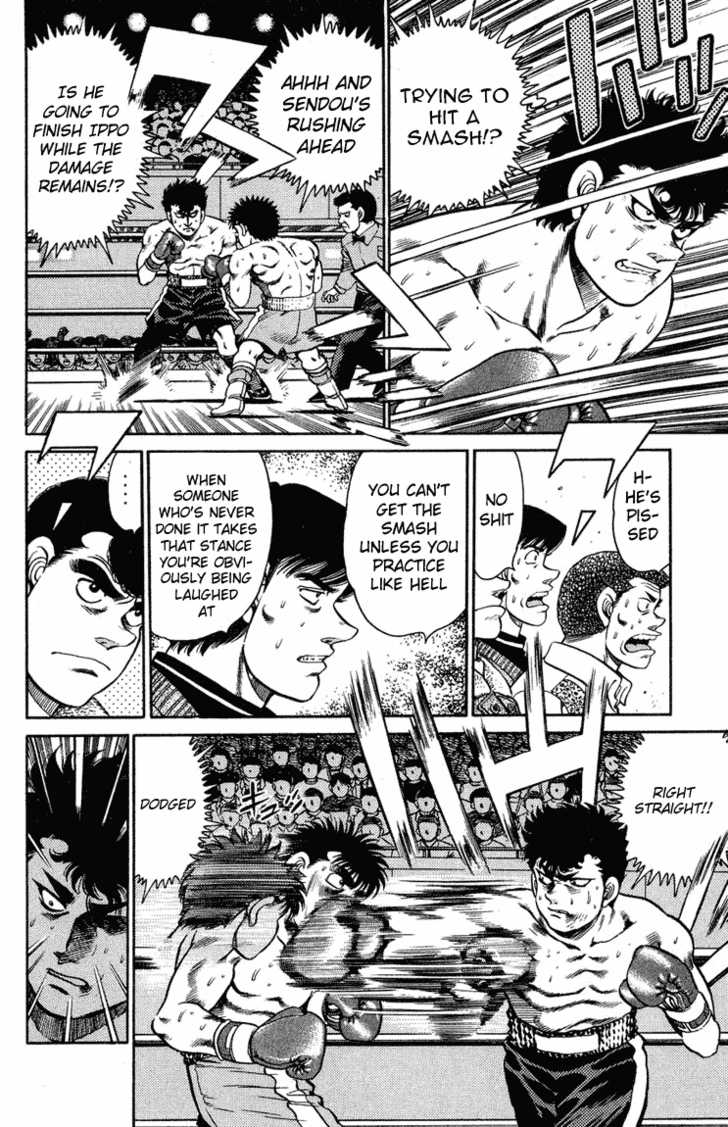 TRYING TO
HIT A
SMASH!?
AHHH AND
SENDOU'S
RUSHING
AHEAD
IS HE
GOING TO
FINISH IPPO
WHILE THE
DAMAGE
REMAINS!?
H-
HE'S
PIS-
SED
NO
SHIT
YOU CAN'T
GET THE
SMASH
UNLESS YOU
PRACTICE
LIKE HELL
WHEN
SOMEONE
WHO'S NEVER
DONE IT TAKES
THAT STANCE
YOU'RE OBVI-
OUSLY BEING
LAUGHED
AT
....
RIGHT
STRAIGHT!!
DODGED